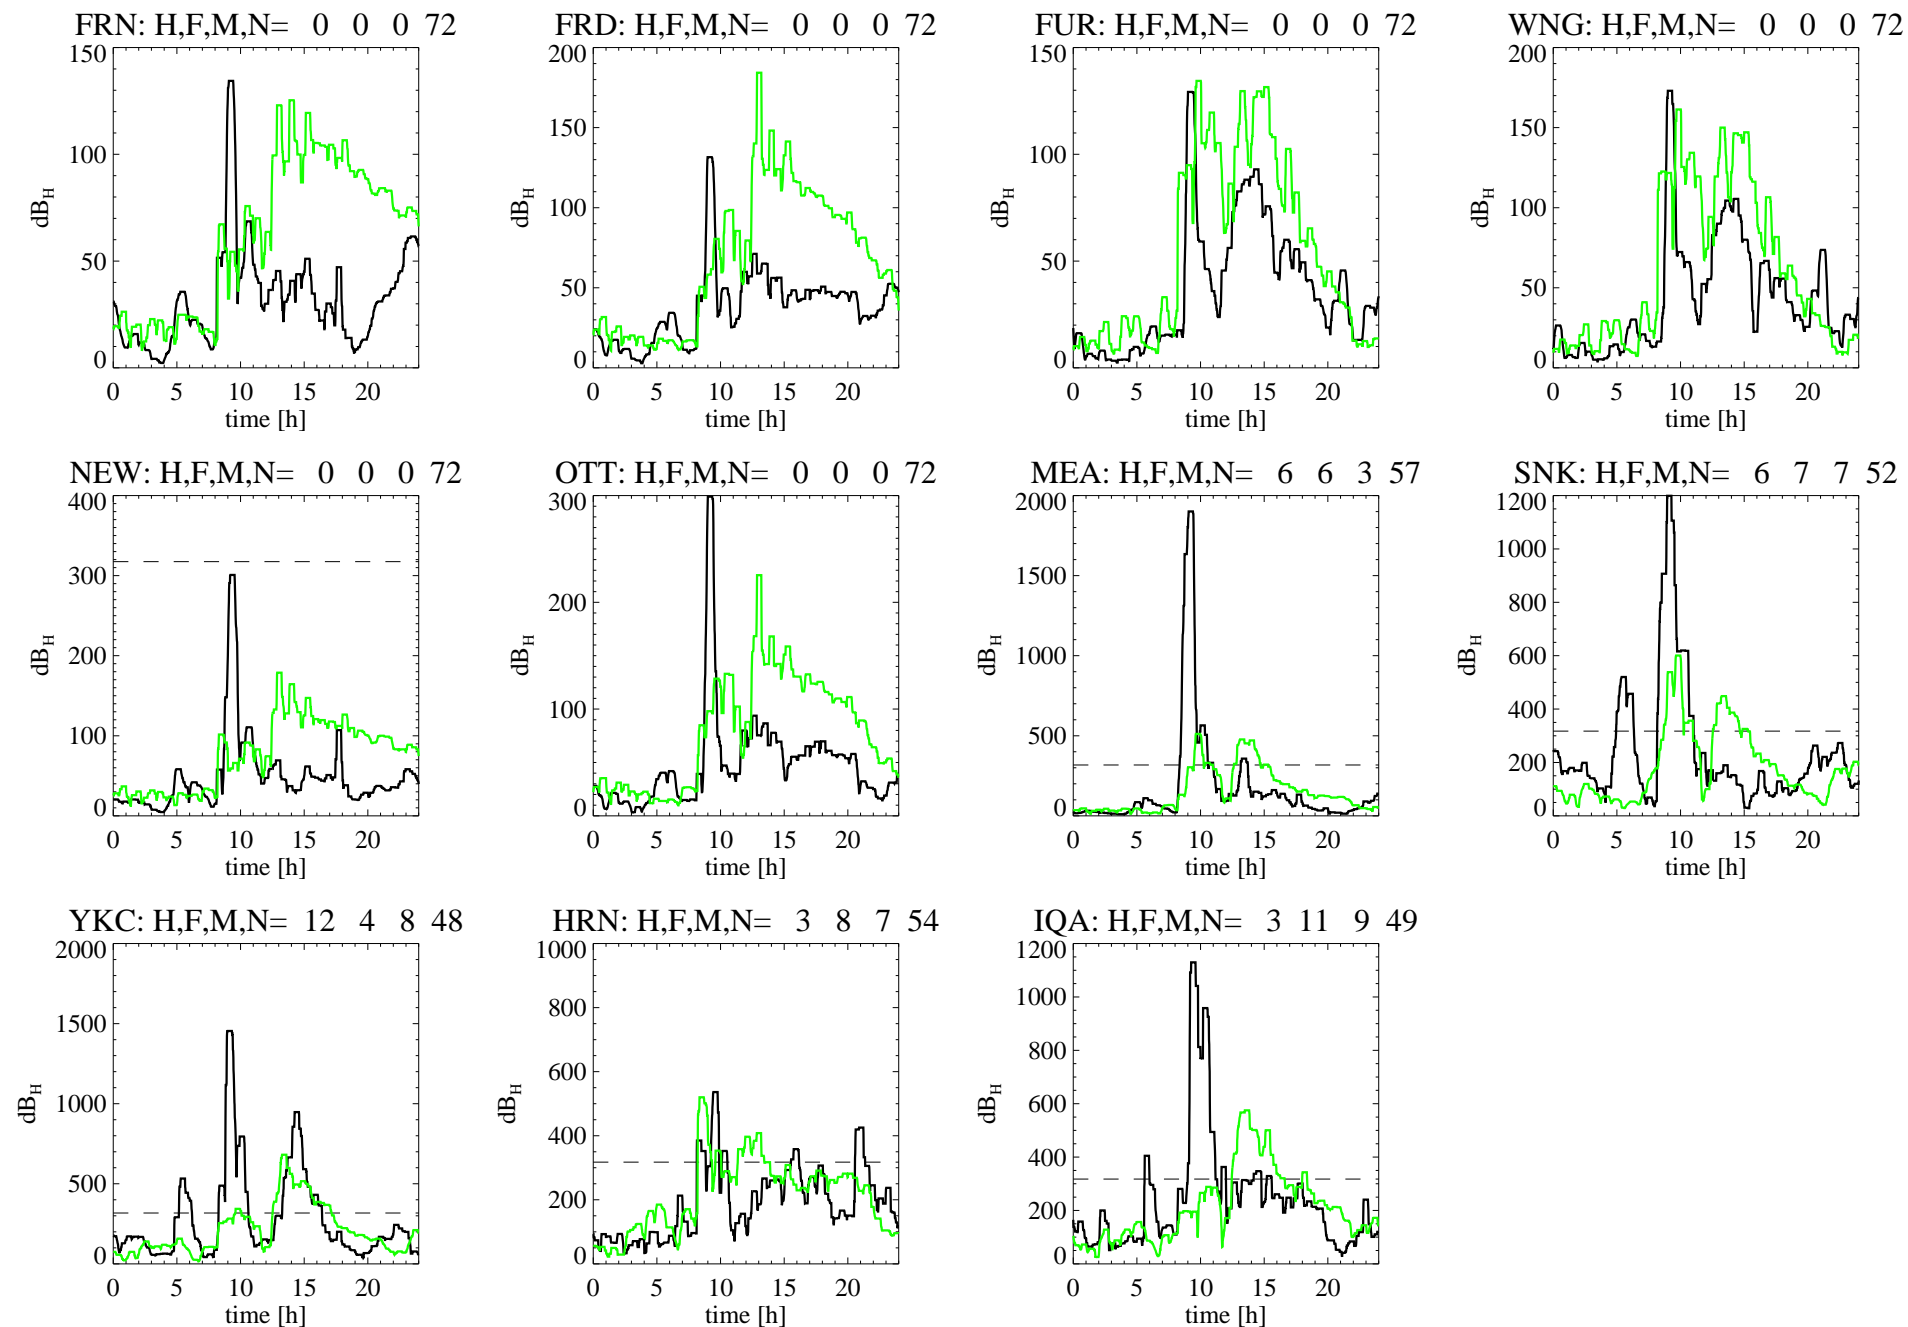 FRN: H,F,M,N= 0 0 0 72
150
100
50
0
dB_H
0 5 10 15 20
time [h]
FRD: H,F,M,N= 0 0 0 72
200
150
100
50
0
dB_H
0 5 10 15 20
time [h]
FUR: H,F,M,N= 0 0 0 72
150
100
50
0
dB_H
0 5 10 15 20
time [h]
WNG: H,F,M,N= 0 0 0 72
200
150
100
50
0
dB_H
0 5 10 15 20
time [h]
NEW: H,F,M,N= 0 0 0 72
400
300
200
100
0
dB_H
0 5 10 15 20
time [h]
OTT: H,F,M,N= 0 0 0 72
300
200
100
0
dB_H
0 5 10 15 20
time [h]
MEA: H,F,M,N= 6 6 3 57
2000
1500
1000
500
0
dB_H
0 5 10 15 20
time [h]
SNK: H,F,M,N= 6 7 7 52
1200
1000
800
600
400
200
0
dB_H
0 5 10 15 20
time [h]
YKC: H,F,M,N= 12 4 8 48
2000
1500
1000
500
0
dB_H
0 5 10 15 20
time [h]
HRN: H,F,M,N= 3 8 7 54
1000
800
600
400
200
0
dB_H
0 5 10 15 20
time [h]
IQA: H,F,M,N= 3 11 9 49
1200
1000
800
600
400
200
0
dB_H
0 5 10 15 20
time [h]